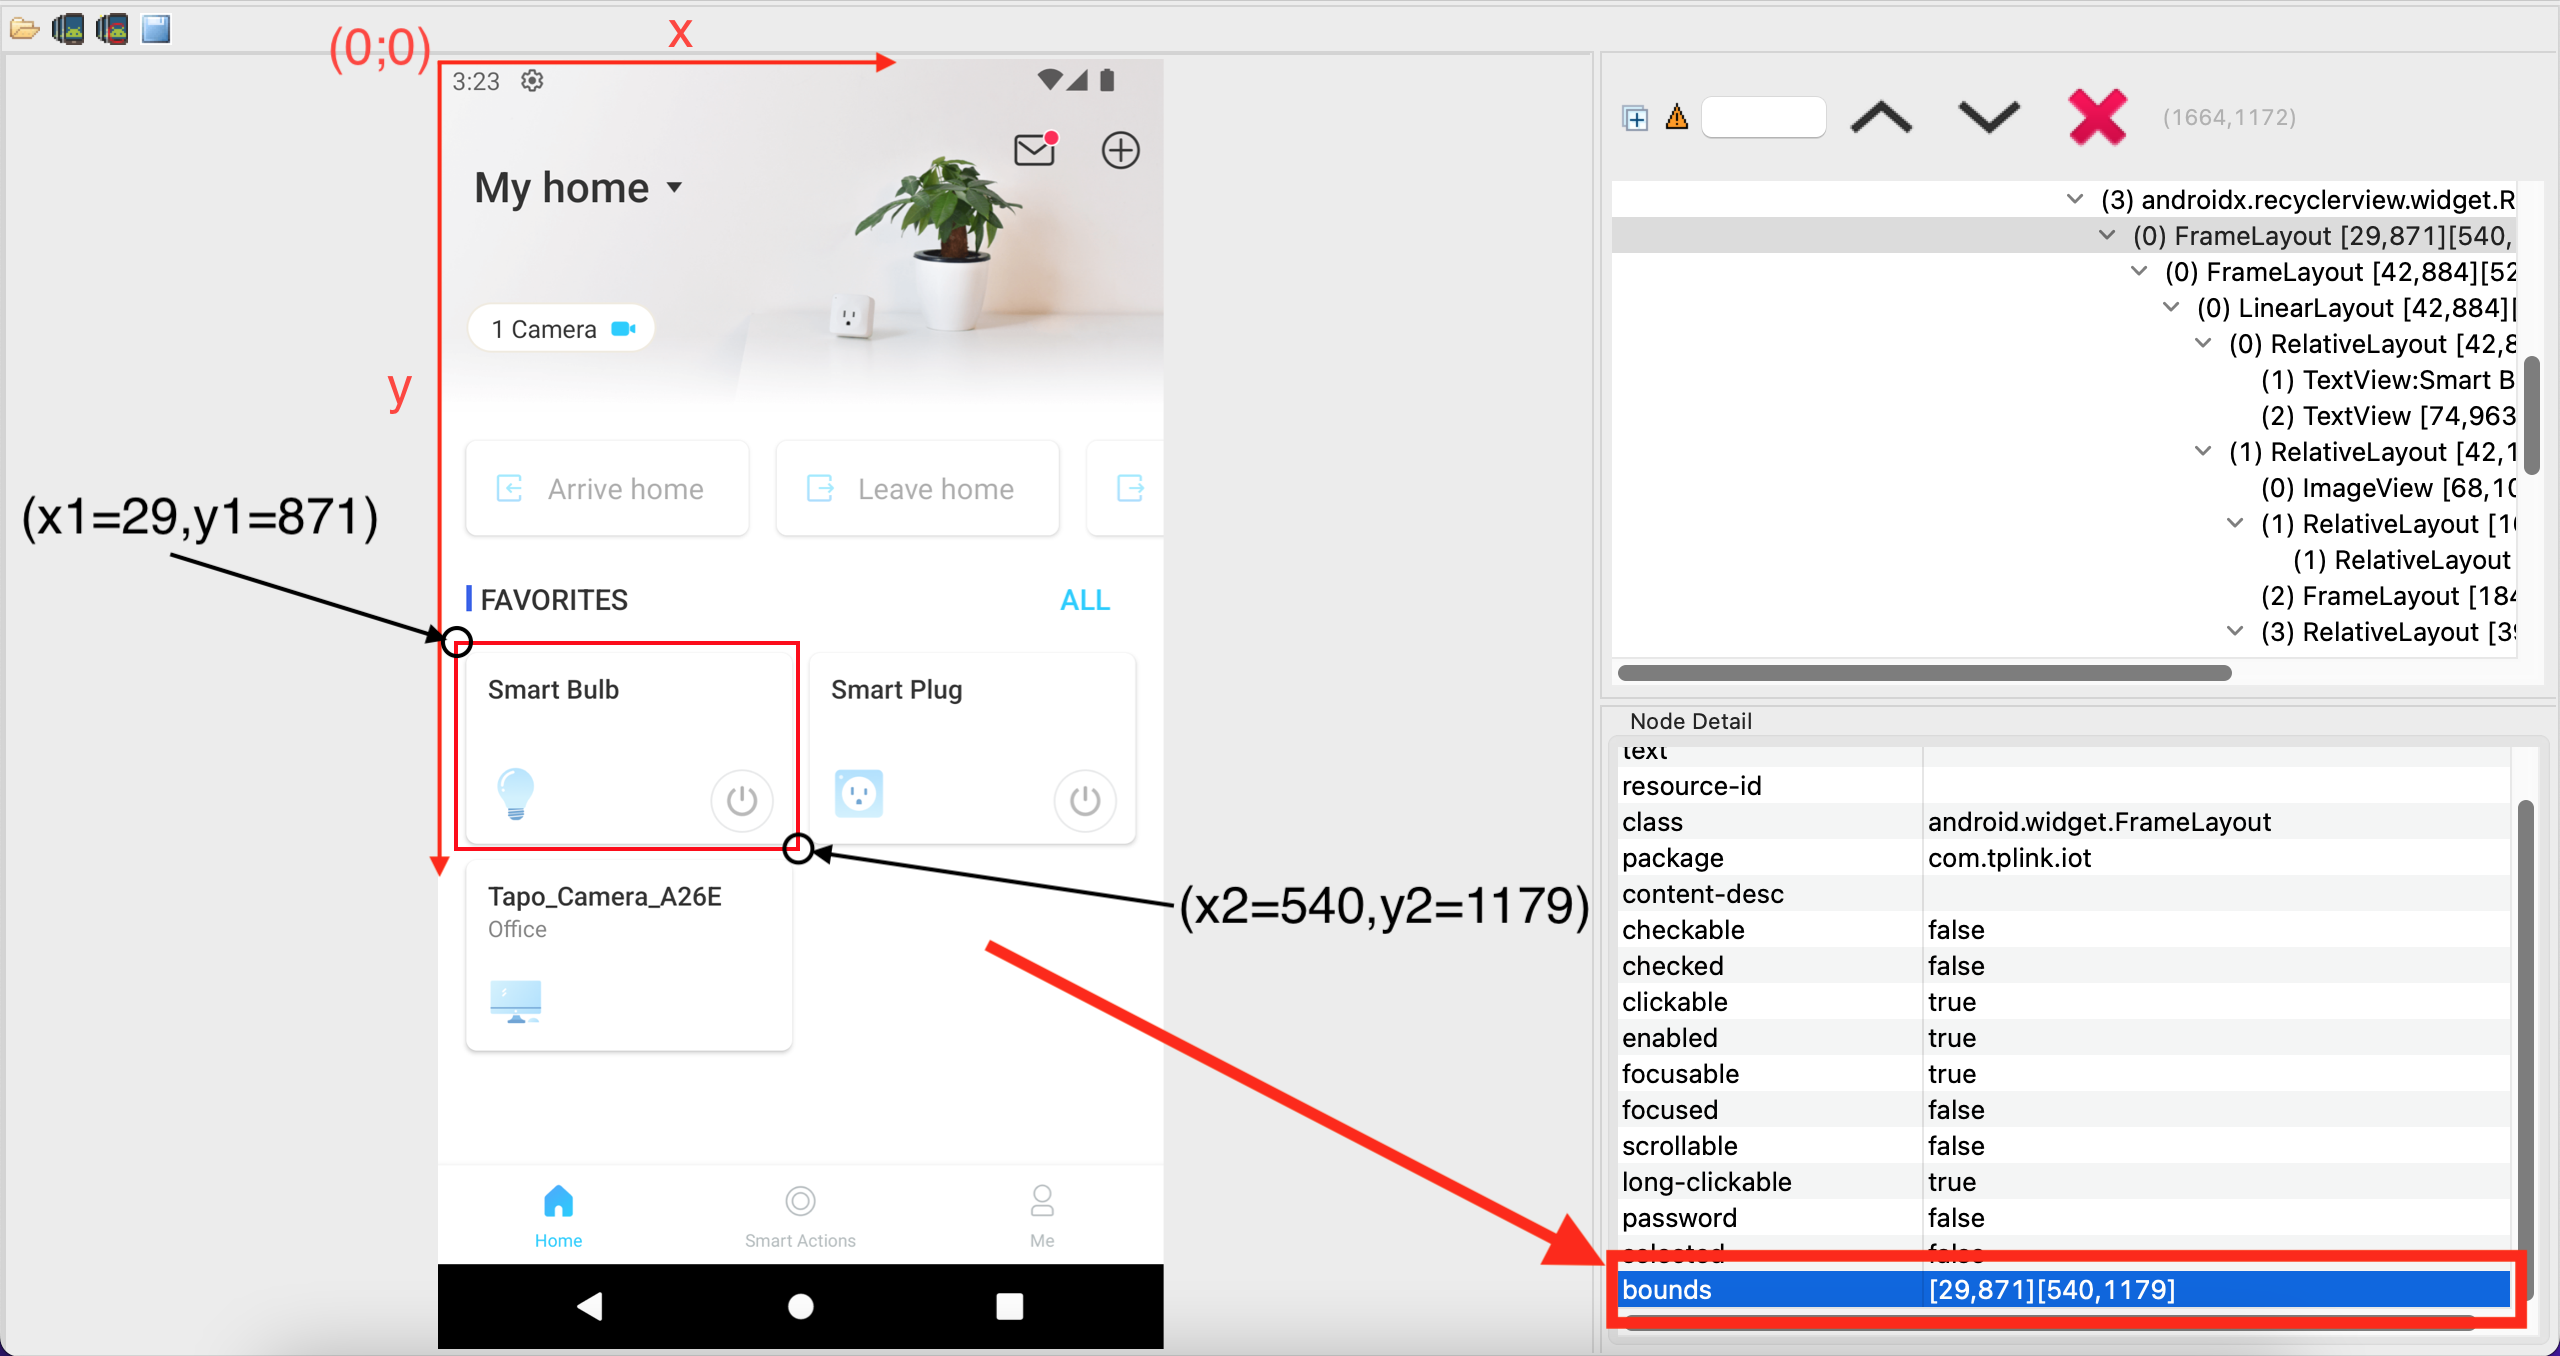 (0;0)
x
y
3:23
My home
1 Camera
Arrive home
Leave home
(x1=29,y1=871)
FAVORITES
ALL
Smart Bulb
Smart Plug
(x2=540,y2=1179)
Tapo_Camera_A26E
Office
Home
Smart Actions
Me
(1664,1172)
(3) androidx.recyclerview.widget.R
(0) FrameLayout [29,871][540,
(0) FrameLayout [42,884][52
(0) LinearLayout [42,884][
(0) RelativeLayout [42,8
(1) TextView:Smart B
(2) TextView [74,963
(1) RelativeLayout [42,1
(0) ImageView [68,10
(1) RelativeLayout [16
(1) RelativeLayout
(2) FrameLayout [184
(3) RelativeLayout [39
Node Detail
text
resource-id
class android.widget.FrameLayout
package com.tplink.iot
content-desc
checkable false
checked false
clickable true
enabled true
focusable true
focused false
scrollable false
long-clickable true
password false
selected false
bounds [29,871][540,1179]